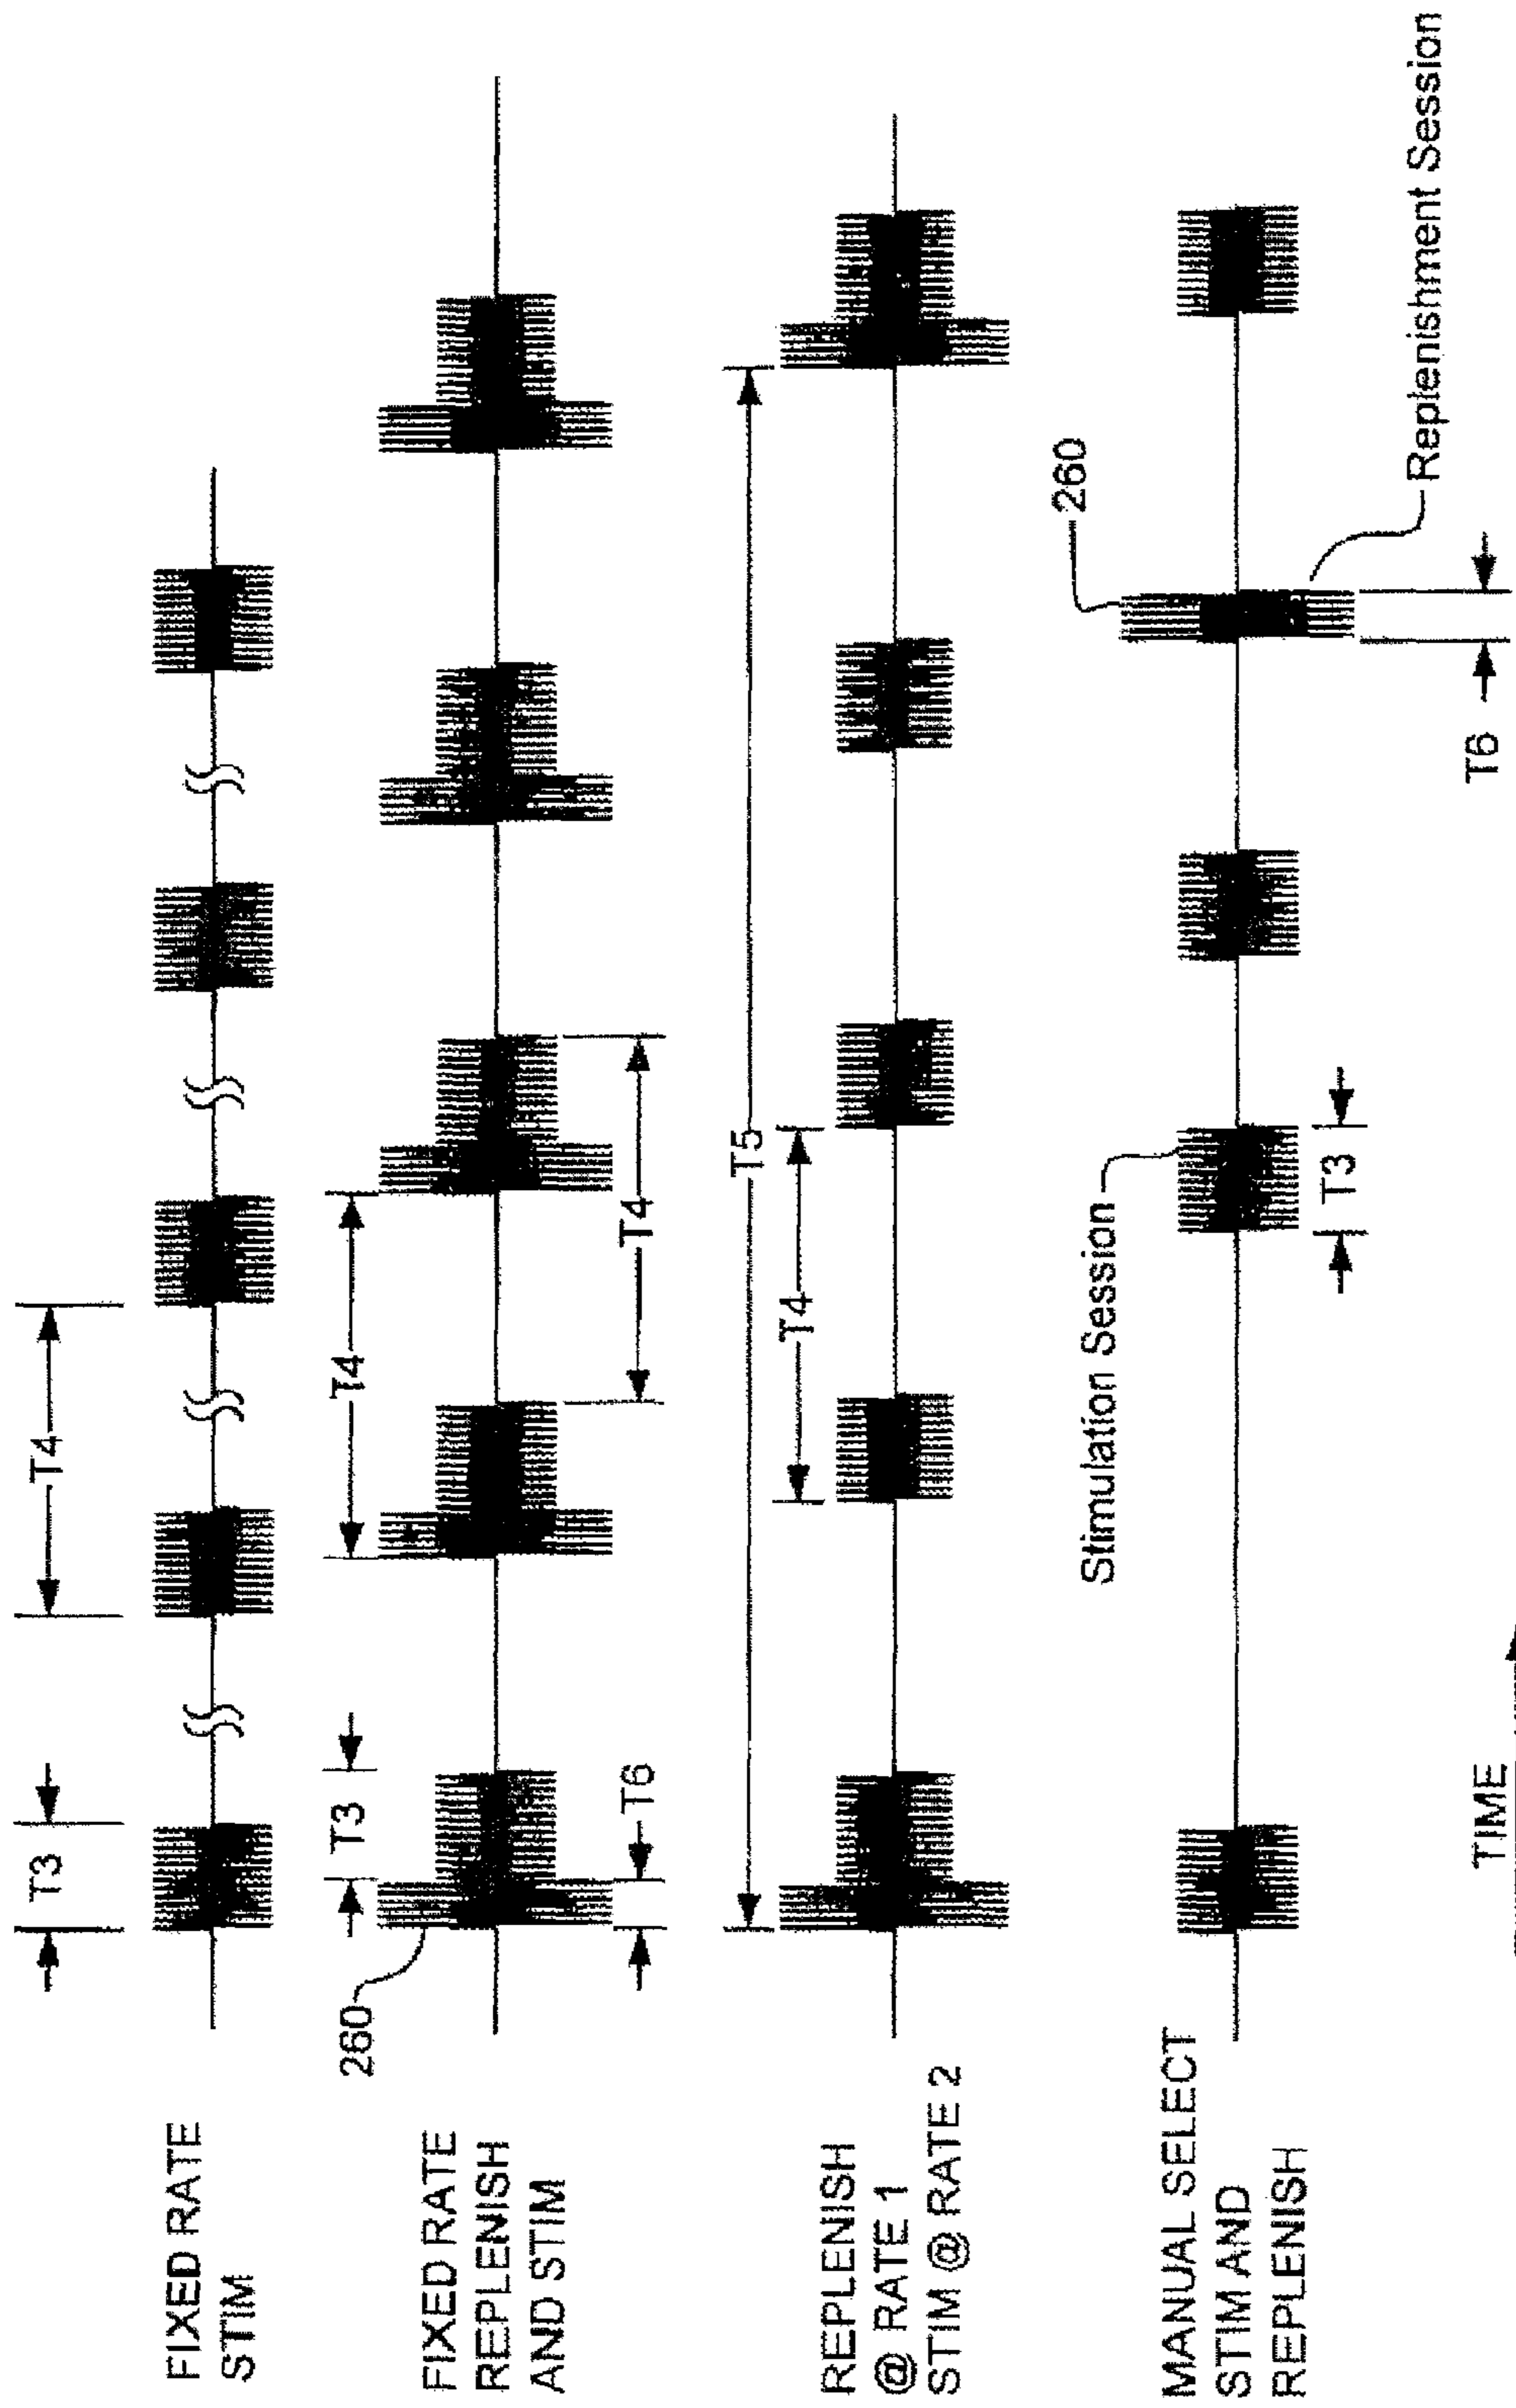 T3
T4
FIXED RATE
STIM
T3
T4
260
FIXED RATE
REPLENISH
AND STIM
T6
T4
T5
T4
REPLENISH
@ RATE 1
STIM @ RATE 2
Stimulation Session
260
MANUAL SELECT
STIM AND
REPLENISH
T3
Replenishment Session
T6
TIME